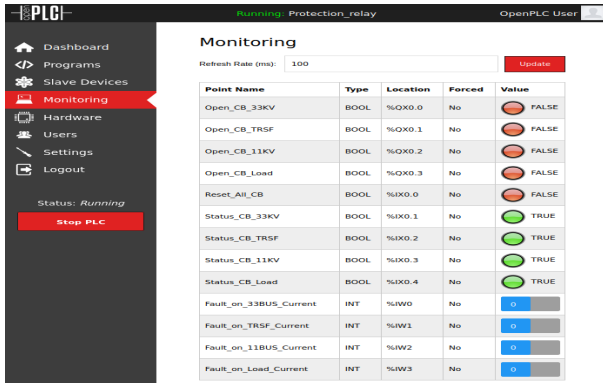 OPEN PLC
Running: Protection_relay
OpenPLC User
Dashboard
Programs
Slave Devices
Monitoring
Hardware
Users
Settings
Logout
Status: Running
Stop PLC
Monitoring
Refresh Rate (ms): 100 Update
Point Name Type Location Forced Value
Open_CB_33KV BOOL %QX0.0 No FALSE
Open_CB_TRSF BOOL %QX0.1 No FALSE
Open_CB_11KV BOOL %QX0.2 No FALSE
Open_CB_Load BOOL %QX0.3 No FALSE
Reset_All_CB BOOL %IX0.0 No FALSE
Status_CB_33KV BOOL %IX0.1 No TRUE
Status_CB_TRSF BOOL %IX0.2 No TRUE
Status_CB_11KV BOOL %IX0.3 No TRUE
Status_CB_Load BOOL %IX0.4 No TRUE
Fault_on_33BUS_Current INT %IW0 No 0
Fault_on_TRSF_Current INT %IW1 No 0
Fault_on_11BUS_Current INT %IW2 No 0
Fault_on_Load_Current INT %IW3 No 0